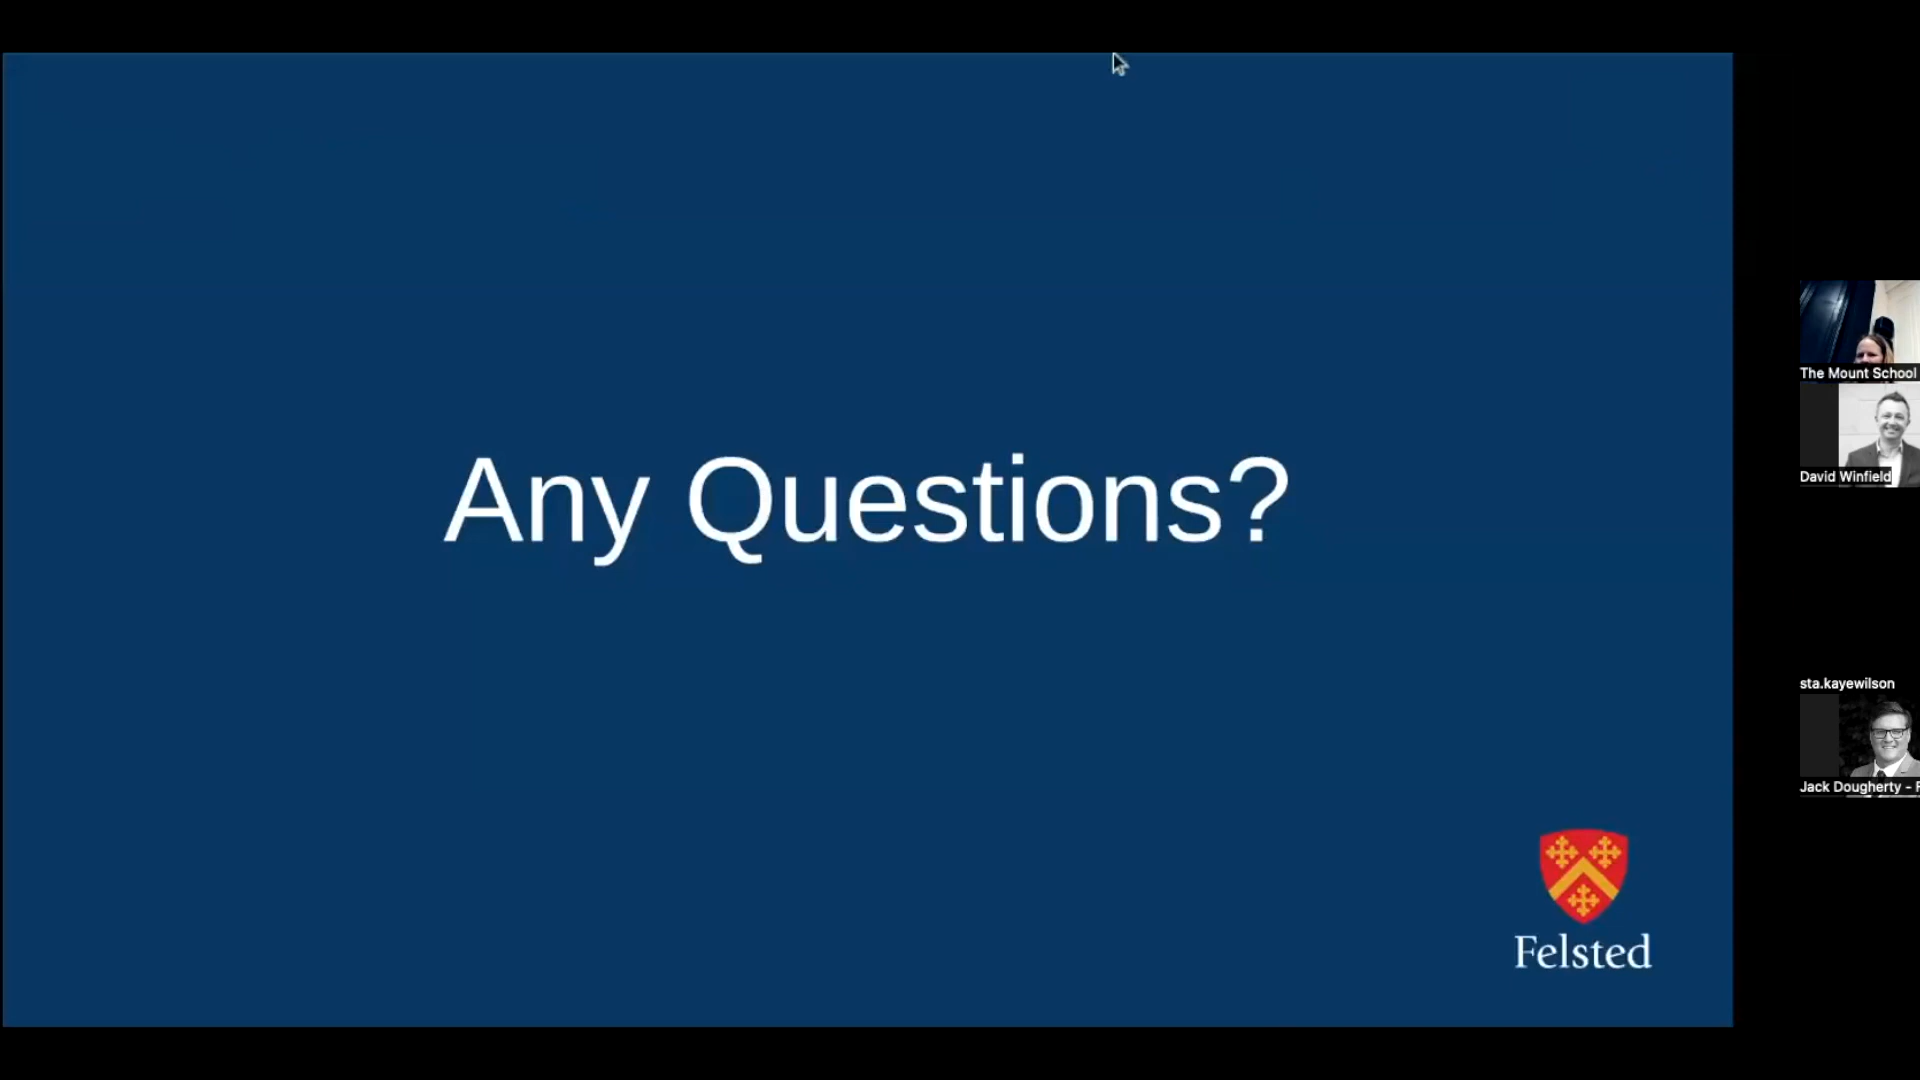 Any Questions?
Felsted
The Mount School
David Winfield
sta.kayewilson
Jack Dougherty -